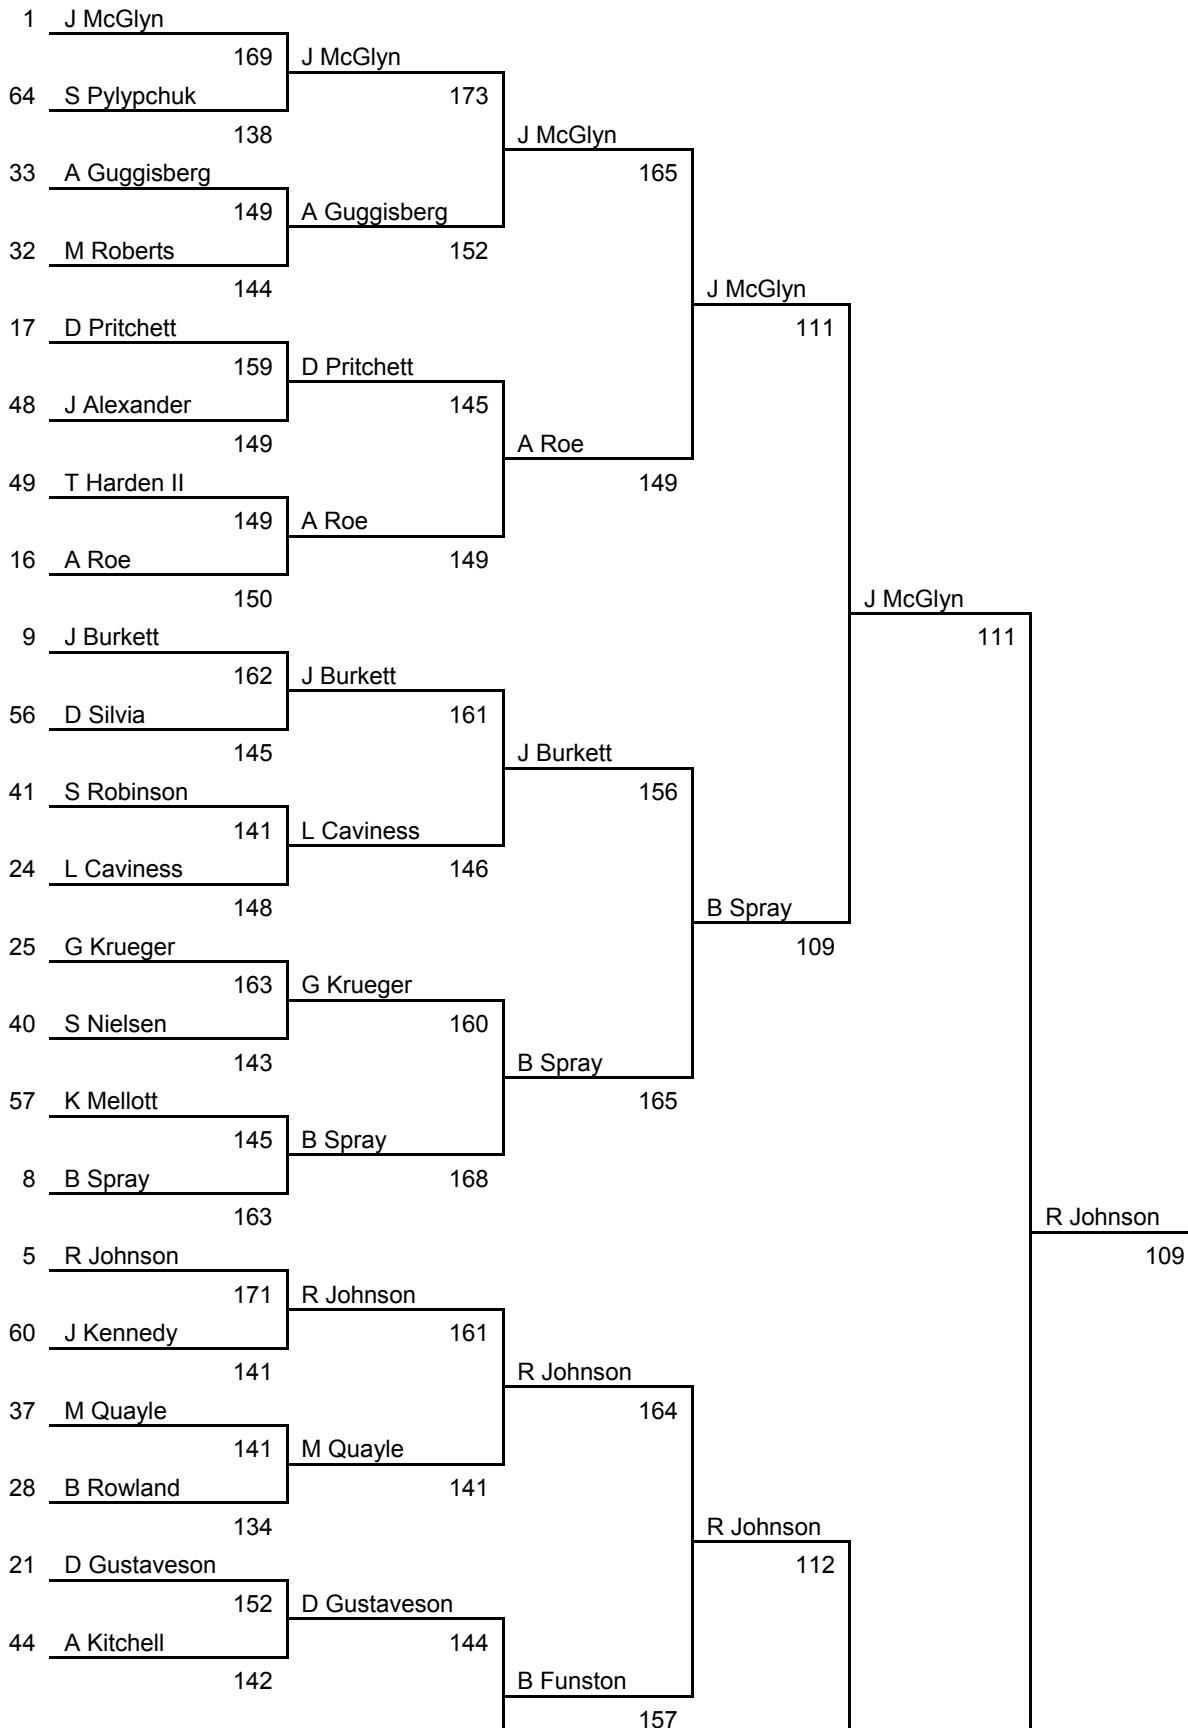 1 J McGlyn
169 J McGlyn
64 S Pylypchuk 173
138 J McGlyn
33 A Guggisberg 165
149 A Guggisberg
32 M Roberts 152
144 J McGlyn
17 D Pritchett 111
159 D Pritchett
48 J Alexander 145
149 A Roe
49 T Harden II 149
149 A Roe
16 A Roe 149
150 J McGlyn
9 J Burkett 111
162 J Burkett
56 D Silvia 161
145 J Burkett
41 S Robinson 156
141 L Caviness
24 L Caviness 146
148 B Spray
25 G Krueger 109
163 G Krueger
40 S Nielsen 160
143 B Spray
57 K Mellott 165
145 B Spray
8 B Spray 168
163 R Johnson
5 R Johnson 109
171 R Johnson
60 J Kennedy 161
141 R Johnson
37 M Quayle 164
141 M Quayle
28 B Rowland 141
134 R Johnson
21 D Gustaveson 112
152 D Gustaveson
44 A Kitchell 144
142 B Funston
157